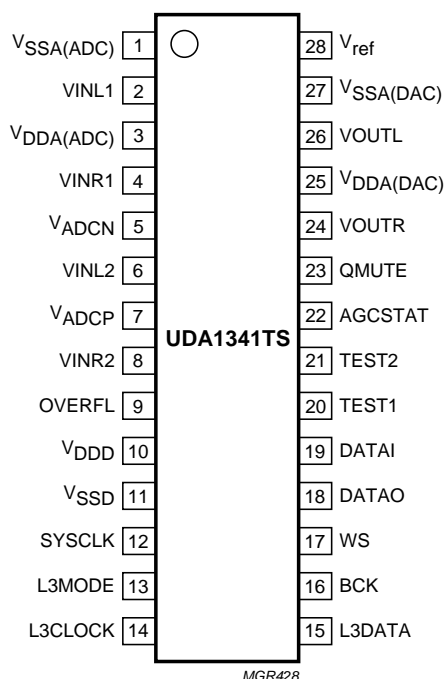 VSSA(ADC) 1
VINL1 2
VDDA(ADC) 3
VINR1 4
VADCN 5
VINL2 6
VADCP 7
VINR2 8
OVERFL 9
VDDD 10
VSSD 11
SYSCLK 12
L3MODE 13
L3CLOCK 14
UDA1341TS
28 Vref
27 VSSA(DAC)
26 VOUTL
25 VDDA(DAC)
24 VOUTR
23 QMUTE
22 AGCSTAT
21 TEST2
20 TEST1
19 DATAI
18 DATAO
17 WS
16 BCK
15 L3DATA
MGR428